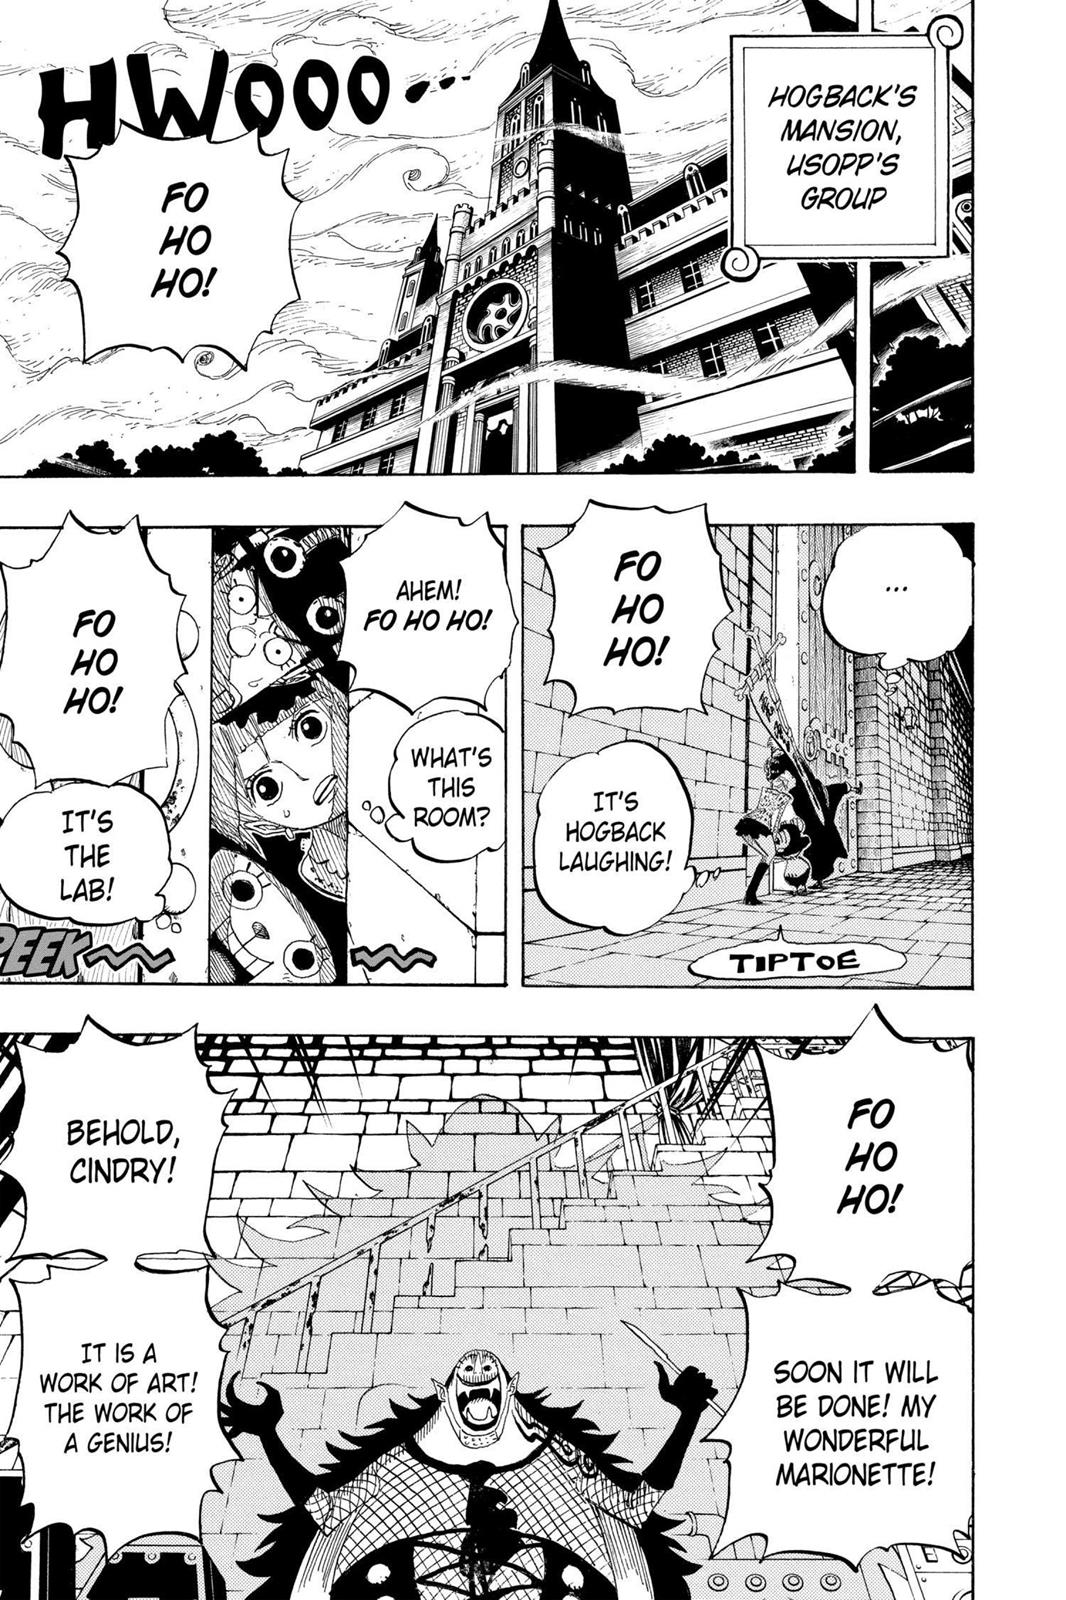 HOGBACK'S
MANSION,
USOPP'S
GROUP
HWOOO...
FO
HO
HO!
...
FO
HO
HO!
IT'S
HOGBACK
LAUGHING!
TIPTOE
AHEM!
FO HO HO!
WHAT'S
THIS
ROOM?
FO
HO
HO!
IT'S
THE
LAB!
PEEK
FO
HO
HO!
SOON IT WILL
BE DONE! MY
WONDERFUL
MARIONETTE!
BEHOLD,
CINDRY!
IT IS A
WORK OF ART!
THE WORK OF
A GENIUS!